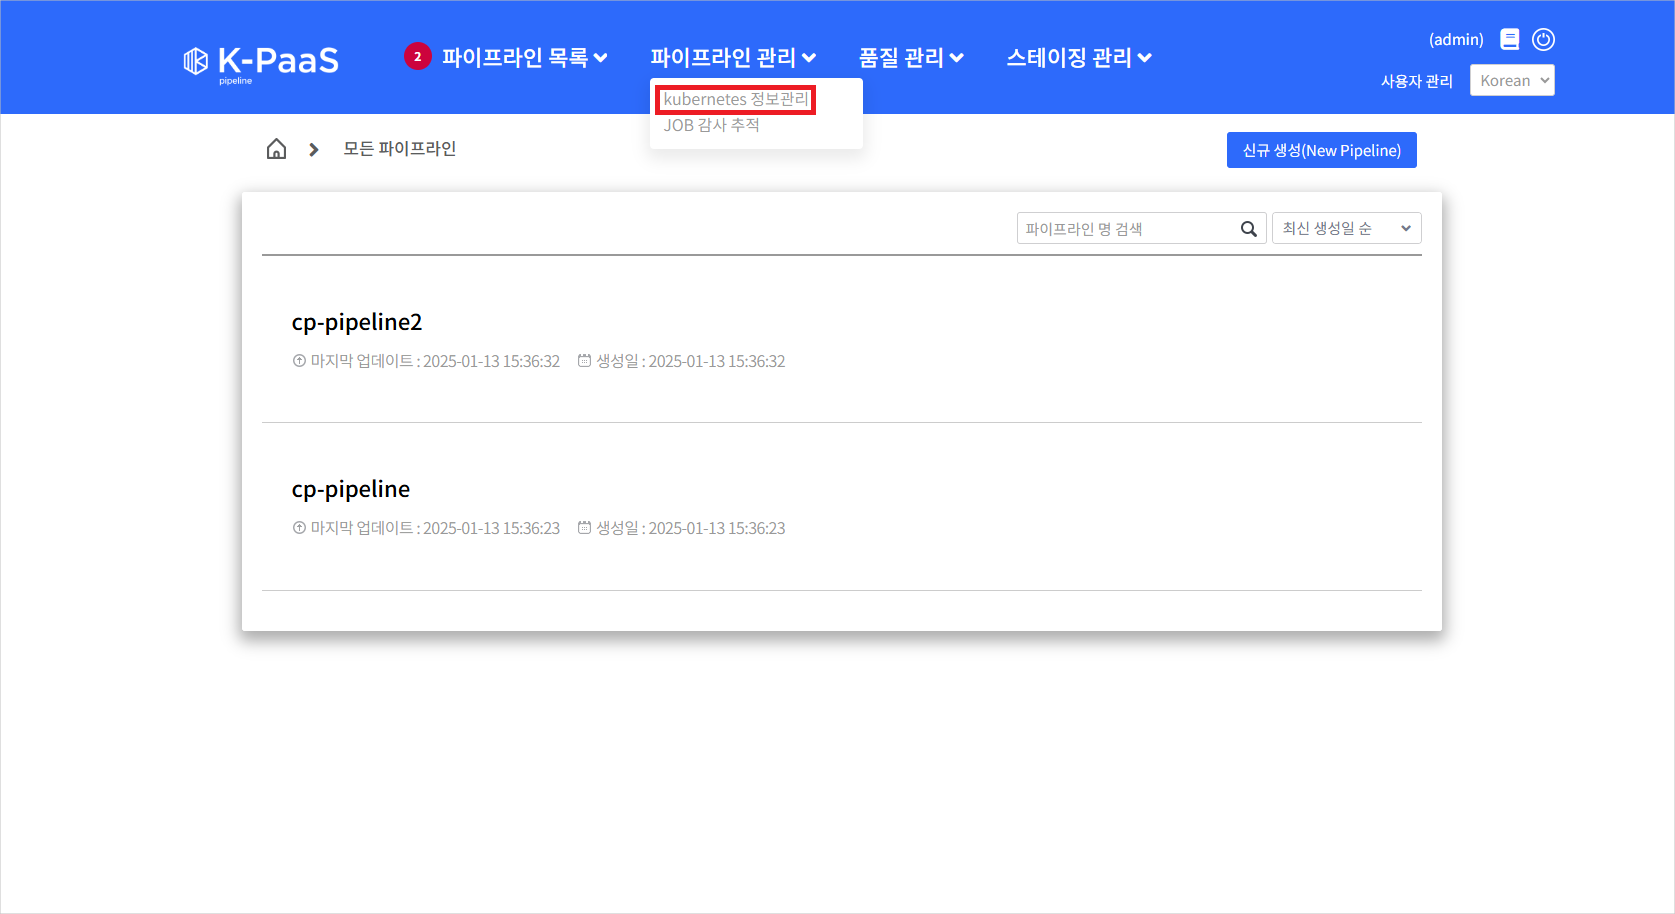 K-PaaS
pipeline
2 파이프라인 목록
파이프라인 관리
품질 관리
스테이징 관리
(admin)
사용자 관리
Korean
kubernetes 정보관리
JOB 감사 추적
모든 파이프라인
신규 생성(New Pipeline)
파이프라인 명 검색
최신 생성일 순
cp-pipeline2
마지막 업데이트 : 2025-01-13 15:36:32 생성일 : 2025-01-13 15:36:32
cp-pipeline
마지막 업데이트 : 2025-01-13 15:36:23 생성일 : 2025-01-13 15:36:23